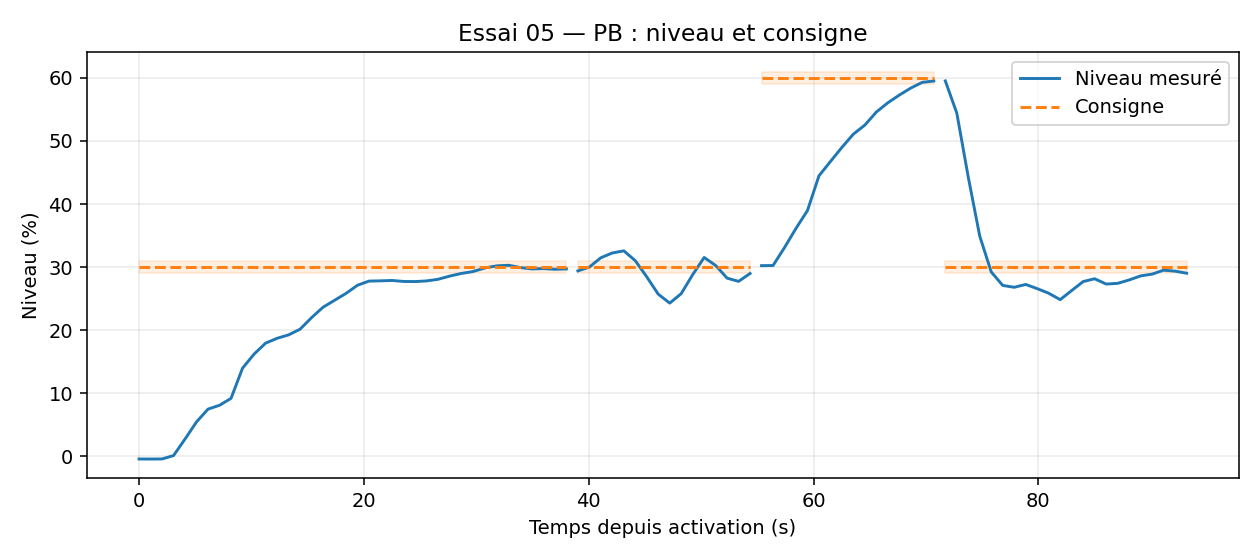 Essai 05 — PB : niveau et consigne
Niveau mesuré
Consigne
Niveau (%)
60
50
40
30
20
10
0
0 20 40 60 80
Temps depuis activation (s)